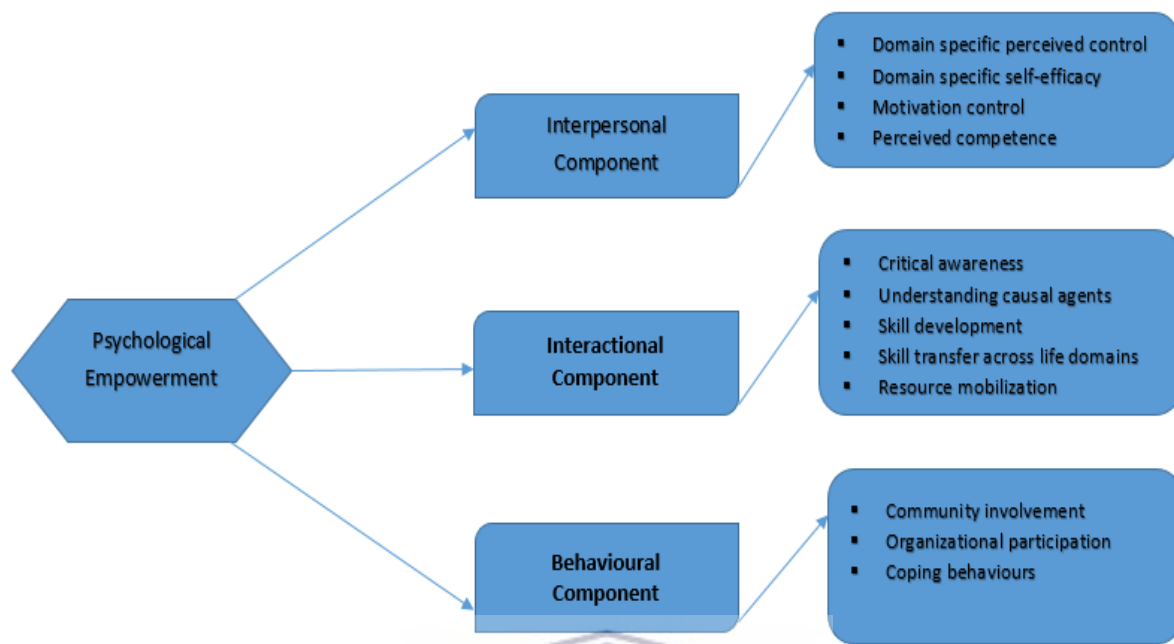 Psychological
Empowerment
Interpersonal
Component
▪ Domain specific perceived control
▪ Domain specific self-efficacy
▪ Motivation control
▪ Perceived competence
Interactional
Component
▪ Critical awareness
▪ Understanding causal agents
▪ Skill development
▪ Skill transfer across life domains
▪ Resource mobilization
Behavioural
Component
▪ Community involvement
▪ Organizational participation
▪ Coping behaviours